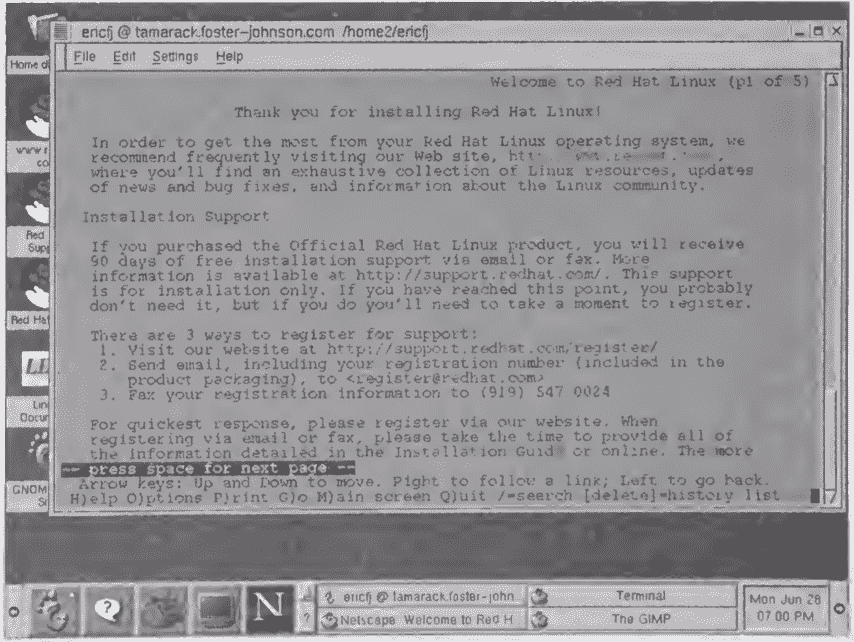 ericfj @ tamarack.foster-johnson.com /home2/ericfj
File Edit Settings Help
Home d
Welcome to Red Hat Linux (p1 of 5)
Thank you for installing Red Hat Linux!
In order to get the most from your Red Hat Linux operating system, we
recommend frequently visiting our Web site,
where you'll find an exhaustive collection of Linux resources, updates
of news and bug fixes, and information about the Linux community.
Installation Support
If you purchased the Official Red Hat Linux product, you will receive
90 days of free installation support via email or fax. More
information is available at http://support.redhat.com/. This support
is for installation only. If you have reached this point, you probably
don't need it, but if you do you'll need to take a moment to register.
There are 3 ways to register for support:
1. Visit our website at http://support.redhat.com/register/
2. Send email, including your registration number (included in the
product packaging), to <register@redhat.com>
3. Fax your registration information to (919) 547 0024
For quickest response, please register via our website. When
registering via email or fax, please take the time to provide all of
the information detailed in the Installation Guide or online. The more
-- press space for next page --
Arrow keys: Up and Down to move. Right to follow a link; Left to go back.
H)elp O)ptions P)rint G)o M)ain screen Q)uit /=search [delete]=history list
www
Red
Supp
Red Hat
Lin
Docum
GNOM
ericfj @ tamarack.foster-john
Terminal
Netscape Welcome to Red H
The GIMP
Mon Jun 28
07 00 PM
N